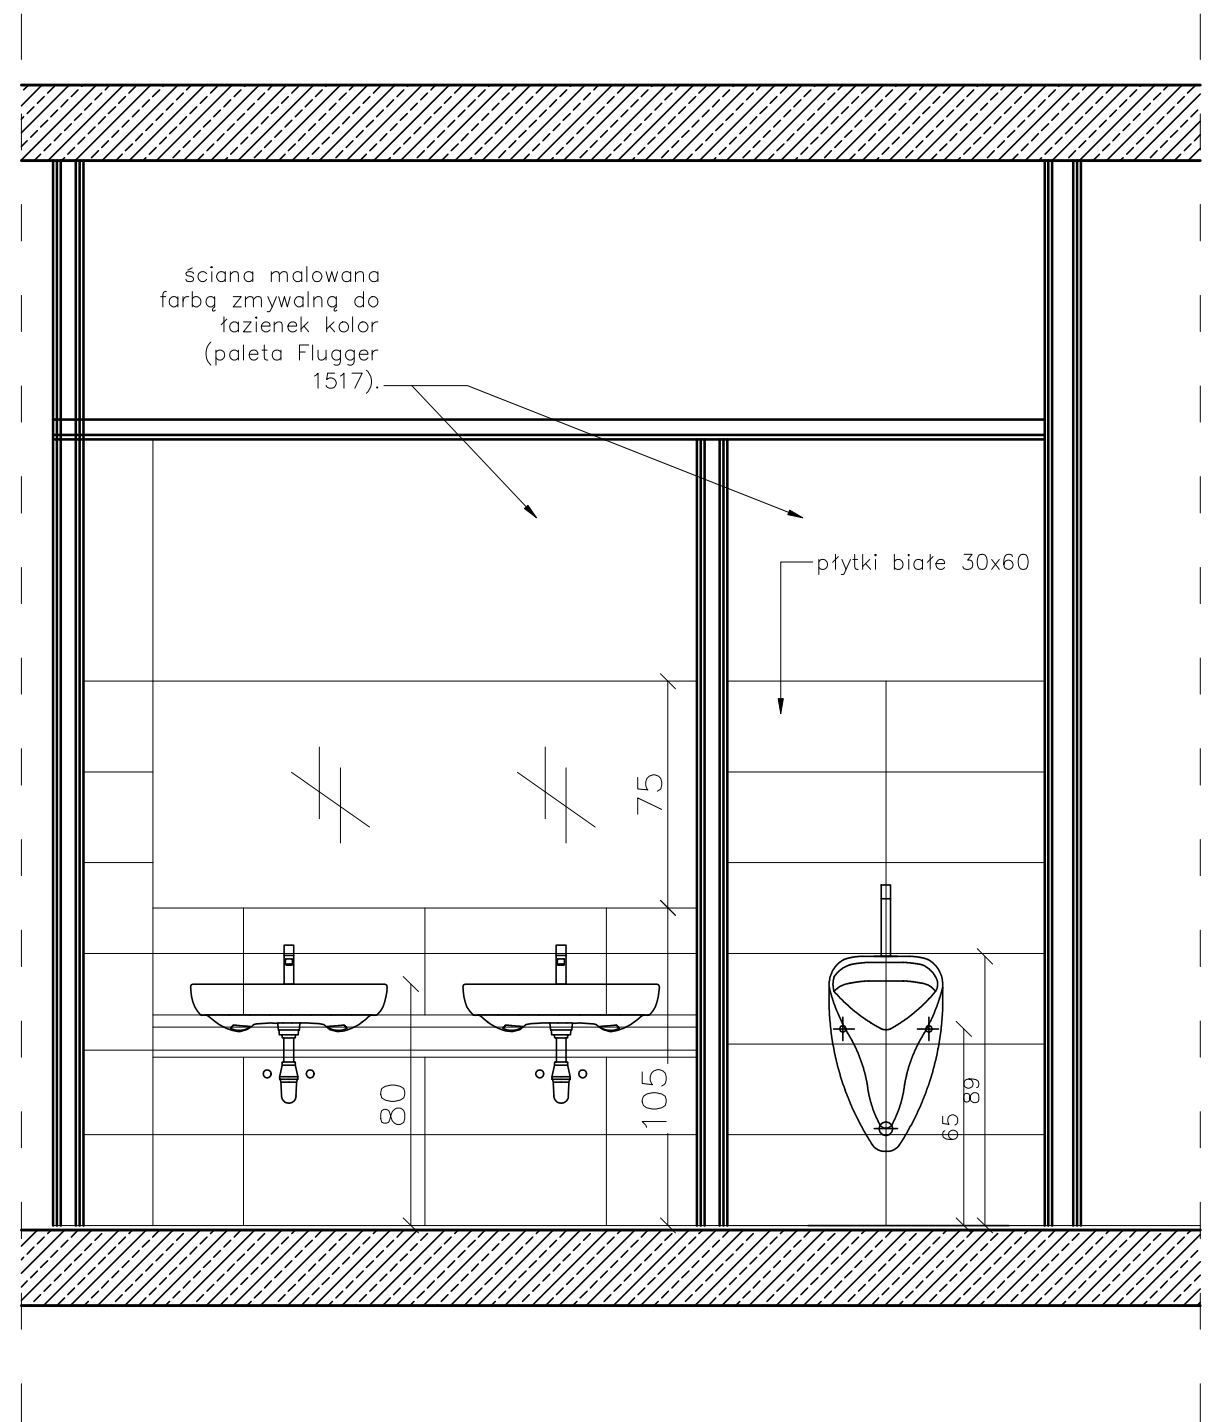 ściana malowana
farbą zmywalną do
łazienek kolor
(paleta Flugger
1517).
płytki białe 30x60
75
80
105
65
89